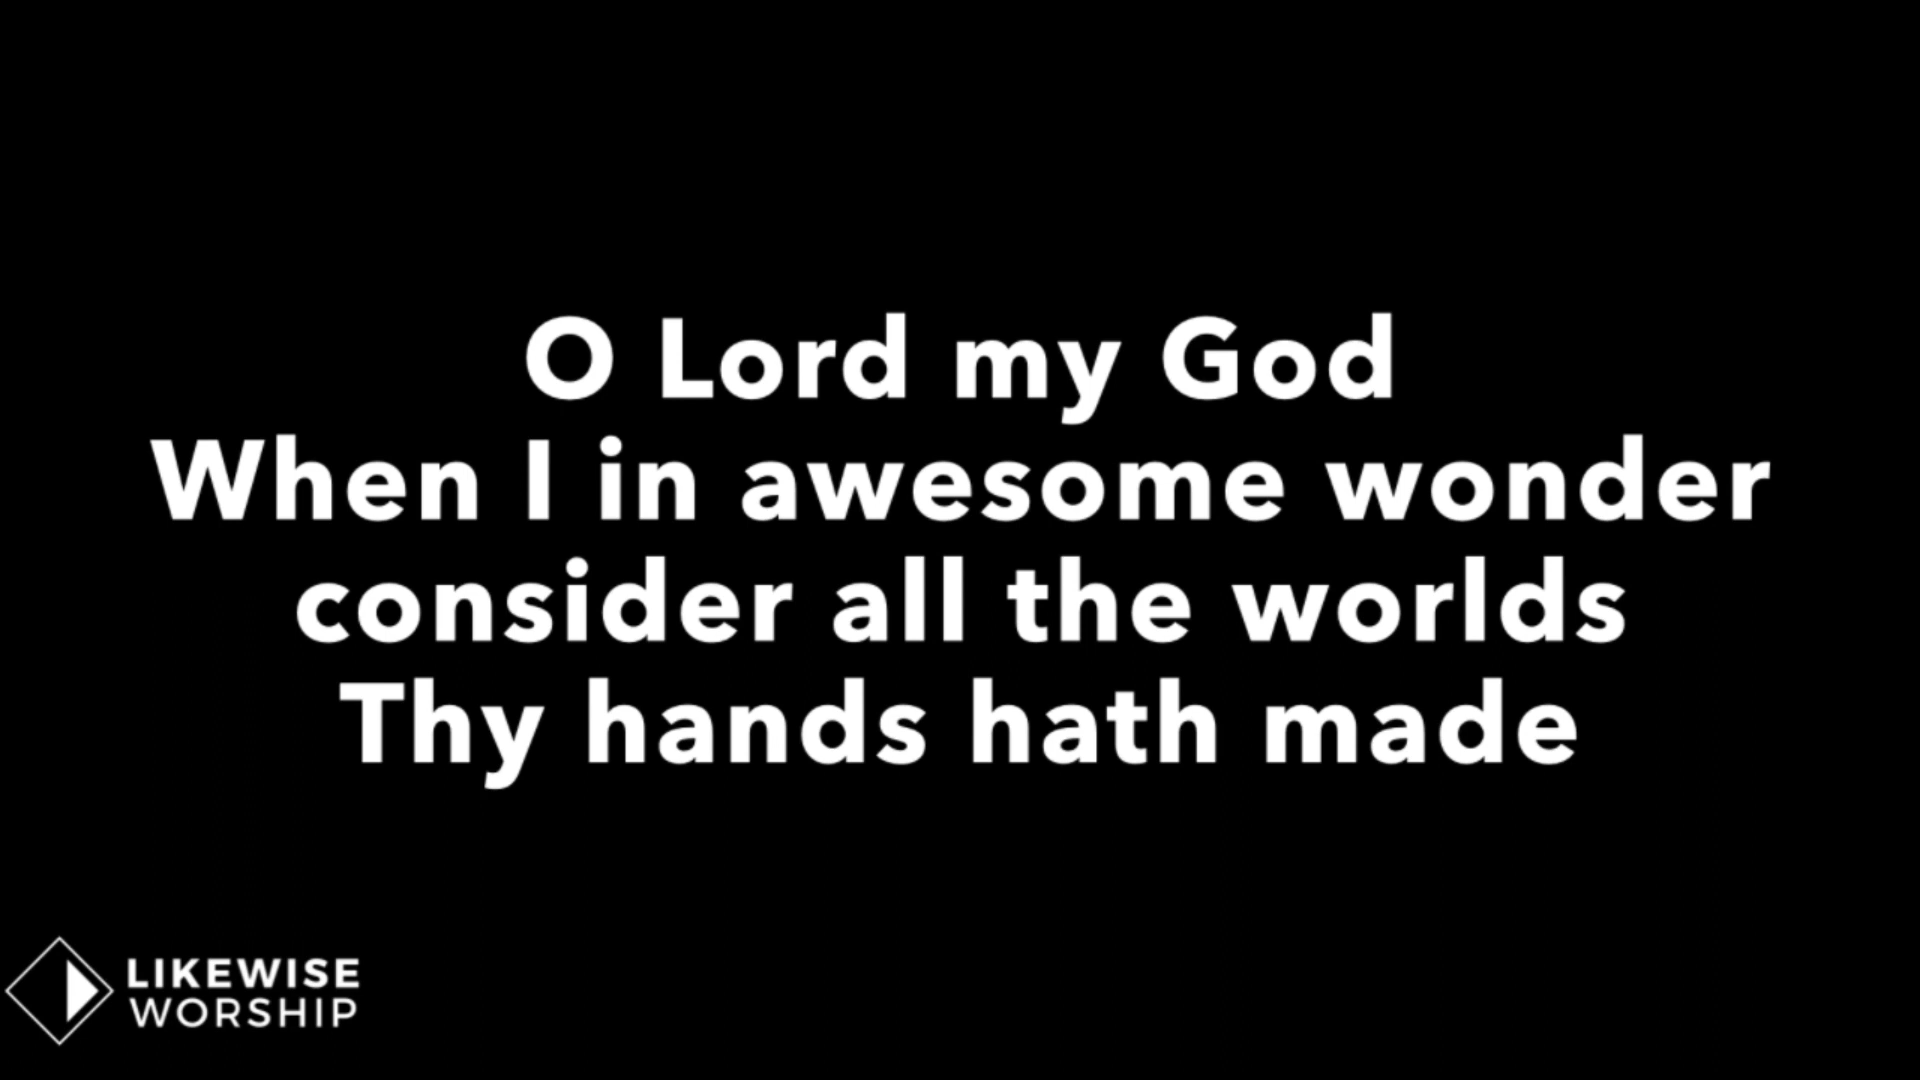 O Lord my God
When I in awesome wonder
consider all the worlds
Thy hands hath made
LIKEWISE
WORSHIP